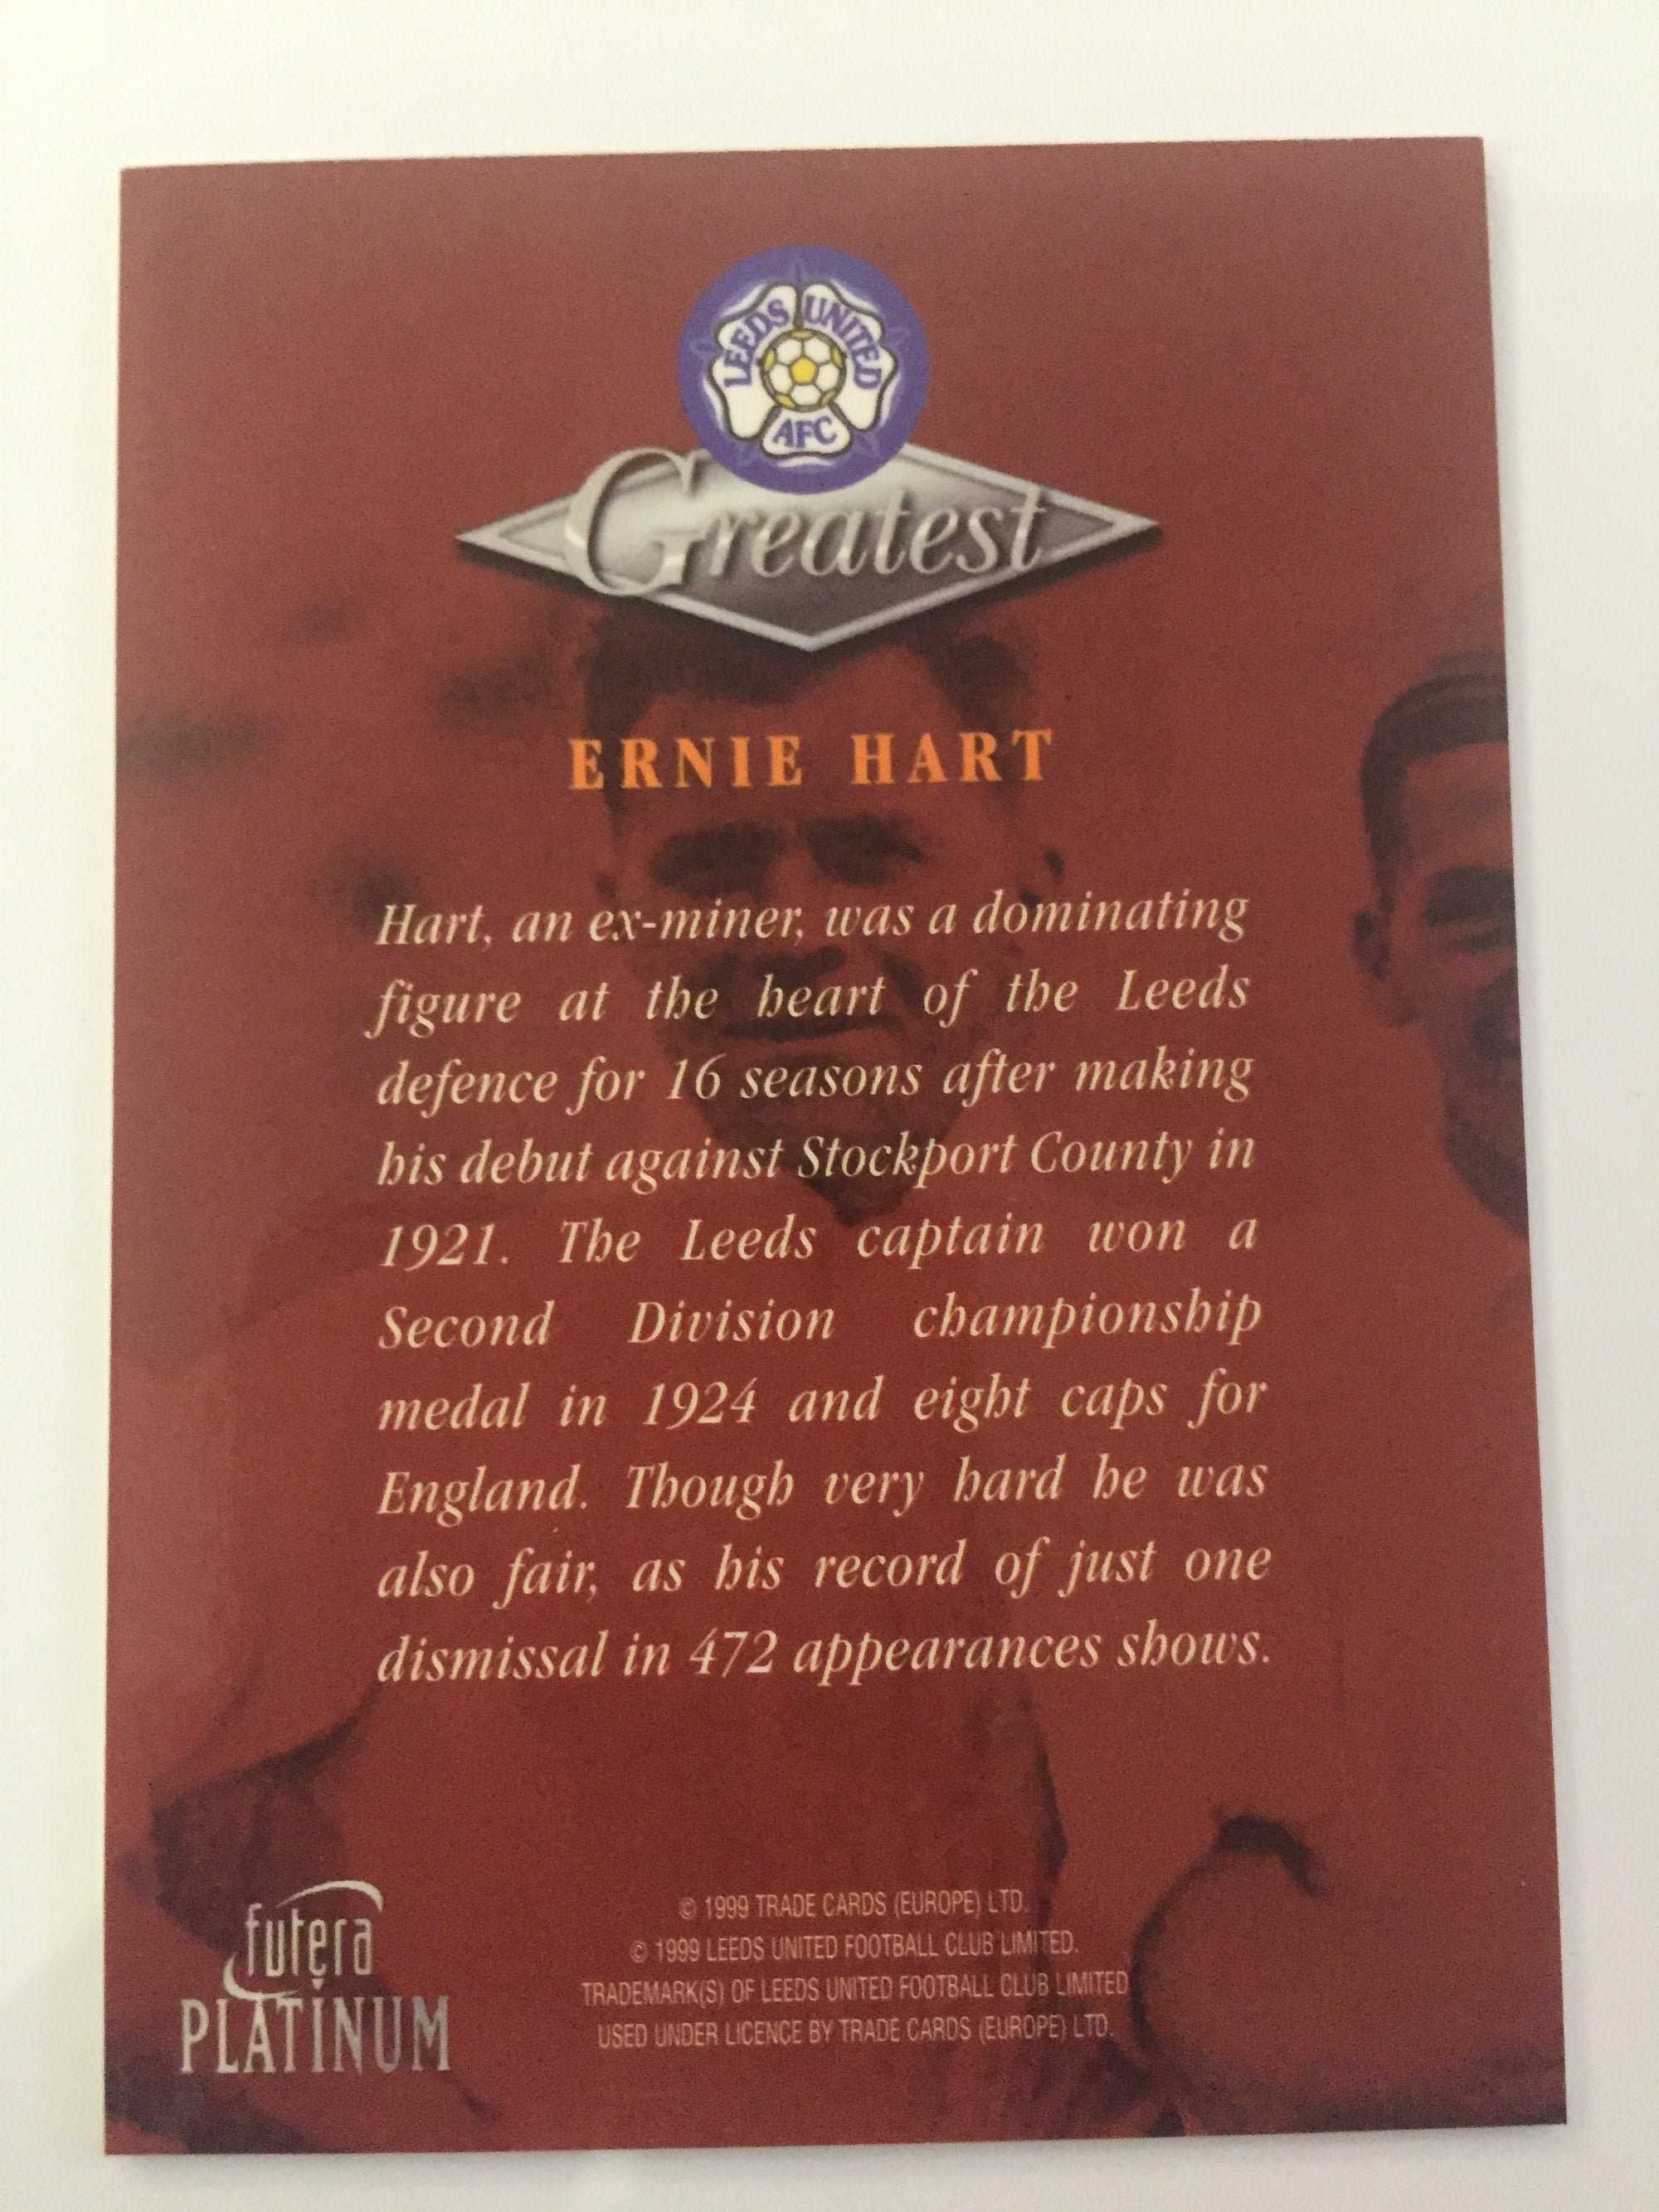 LEEDS UNITED
AFC
Greatest
ERNIE HART
Hart, an ex-miner, was a dominating
figure at the heart of the Leeds
defence for 16 seasons after making
his debut against Stockport County in
1921. The Leeds captain won a
Second Division championship
medal in 1924 and eight caps for
England. Though very hard he was
also fair, as his record of just one
dismissal in 472 appearances shows.
futera
PLATINUM
© 1999 TRADE CARDS (EUROPE) LTD.
© 1999 LEEDS UNITED FOOTBALL CLUB LIMITED.
TRADEMARK(S) OF LEEDS UNITED FOOTBALL CLUB LIMITED
USED UNDER LICENCE BY TRADE CARDS (EUROPE) LTD.